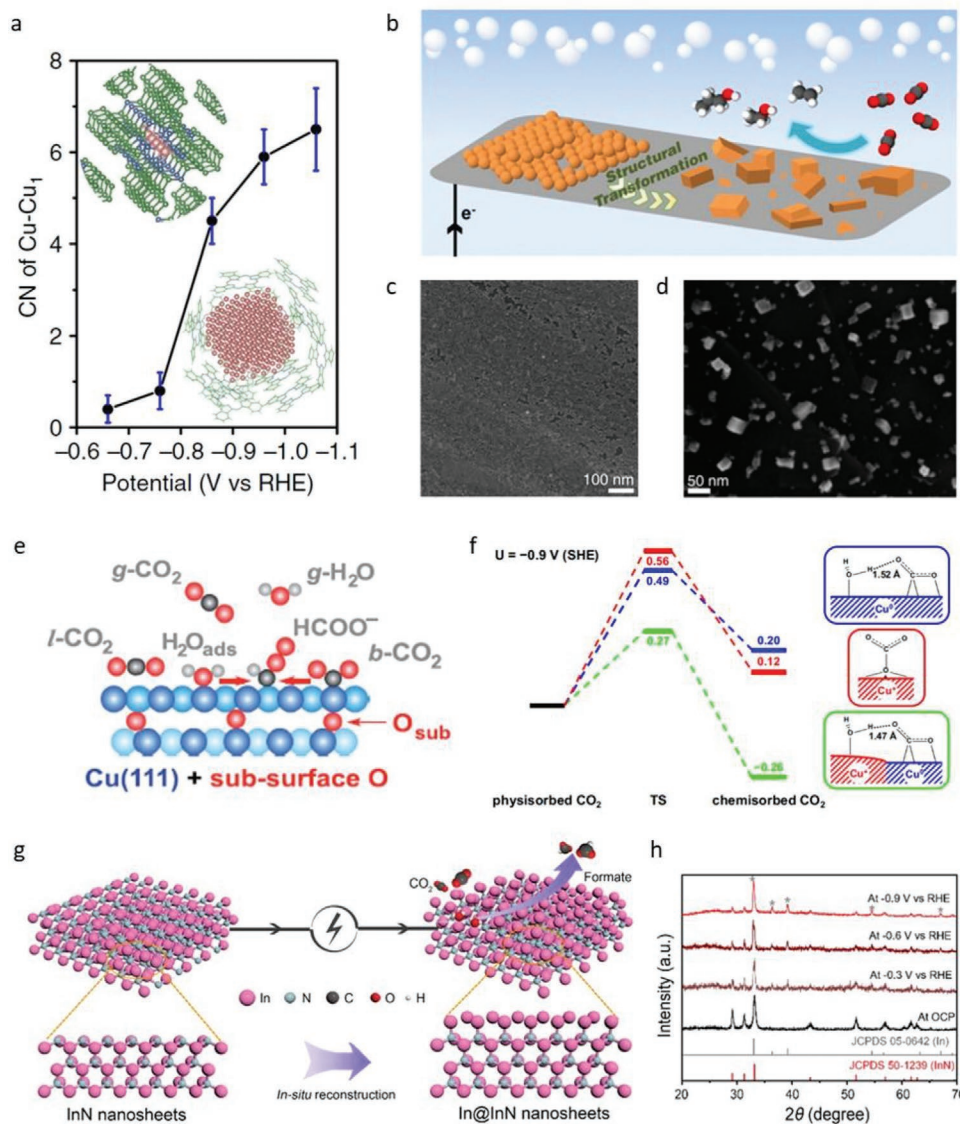 a
8
6
4
2
0
CN of Cu-Cu1
−0.6 −0.7 −0.8 −0.9 −1.0 −1.1
Potential (V vs RHE)
b
Structural
Transformation
e-
c
100 nm
d
50 nm
e
g-CO2
g-H2O
l-CO2
H2Oads
HCOO−
b-CO2
Osub
Cu(111) + sub-surface O
f
U = −0.9 V (SHE)
0.56
0.49
0.27
0.20
0.12
−0.26
physisorbed CO2
TS
chemisorbed CO2
H
O
H
O
1.52 Å
C
O
Cu0
O
O
C
O
Cu+
H
O
H
O
1.47 Å
C
O
Cu+
Cu0
g
CO2
Formate
In N C O H
InN nanosheets
In-situ reconstruction
In@InN nanosheets
h
Intensity (a.u.)
* * * * *
At -0.9 V vs RHE
At -0.6 V vs RHE
At -0.3 V vs RHE
At OCP
JCPDS 05-0642 (In)
JCPDS 50-1239 (InN)
20 30 40 50 60 70
2θ (degree)